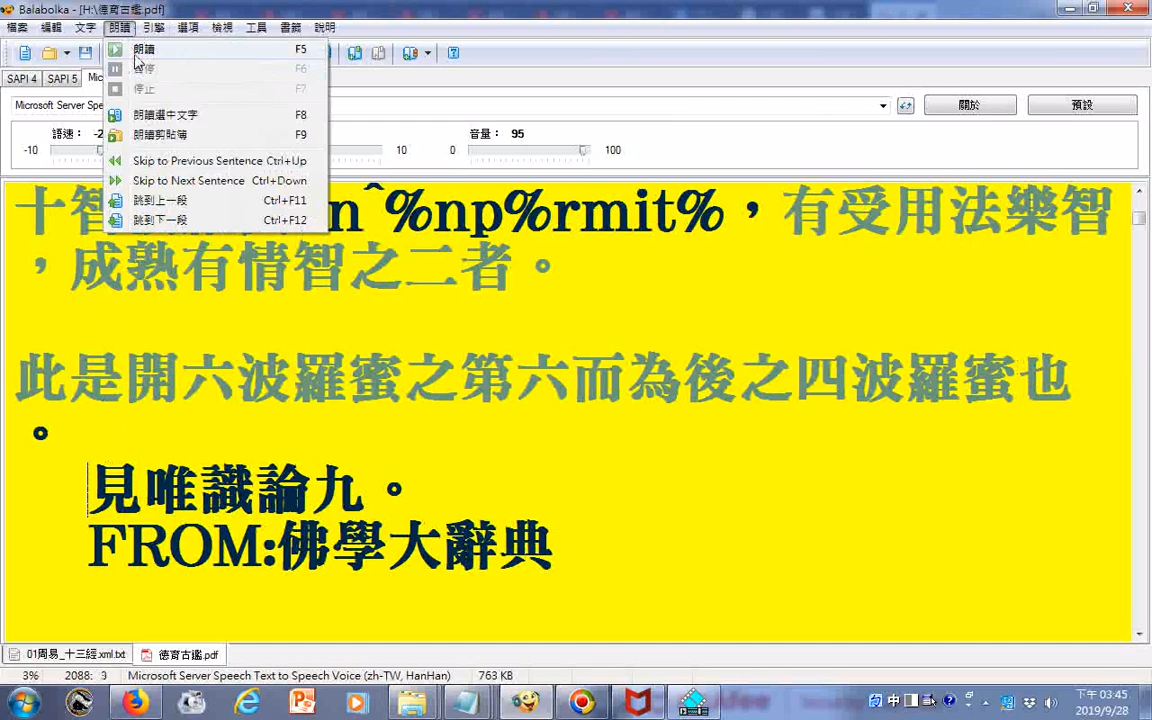 Balabolka - [H:\德育古鑑.pdf]
檔案 編輯 文字 朗讀 引擎 選項 檢視 工具 書籤 說明
朗讀 F5
暫停 F6
停止 F7
朗讀選中文字 F8
朗讀剪貼簿 F9
Skip to Previous Sentence Ctrl+Up
Skip to Next Sentence Ctrl+Down
跳到上一段 Ctrl+F11
跳到下一段 Ctrl+F12
SAPI 4 SAPI 5 Mic
Microsoft Server Spe 關於 預設
語速： -2 音量： 95
-10 10 0 100
十智 n^%np%rmit%，有受用法樂智
，成熟有情智之二者。
此是開六波羅蜜之第六而為後之四波羅蜜也
。
見唯識論九。
FROM:佛學大辭典
01周易_十三經.xml.txt 德育古鑑.pdf
3% 2088: 3 Microsoft Server Speech Text to Speech Voice (zh-TW, HanHan) 763 KB
中 下午 03:45
2019/9/28